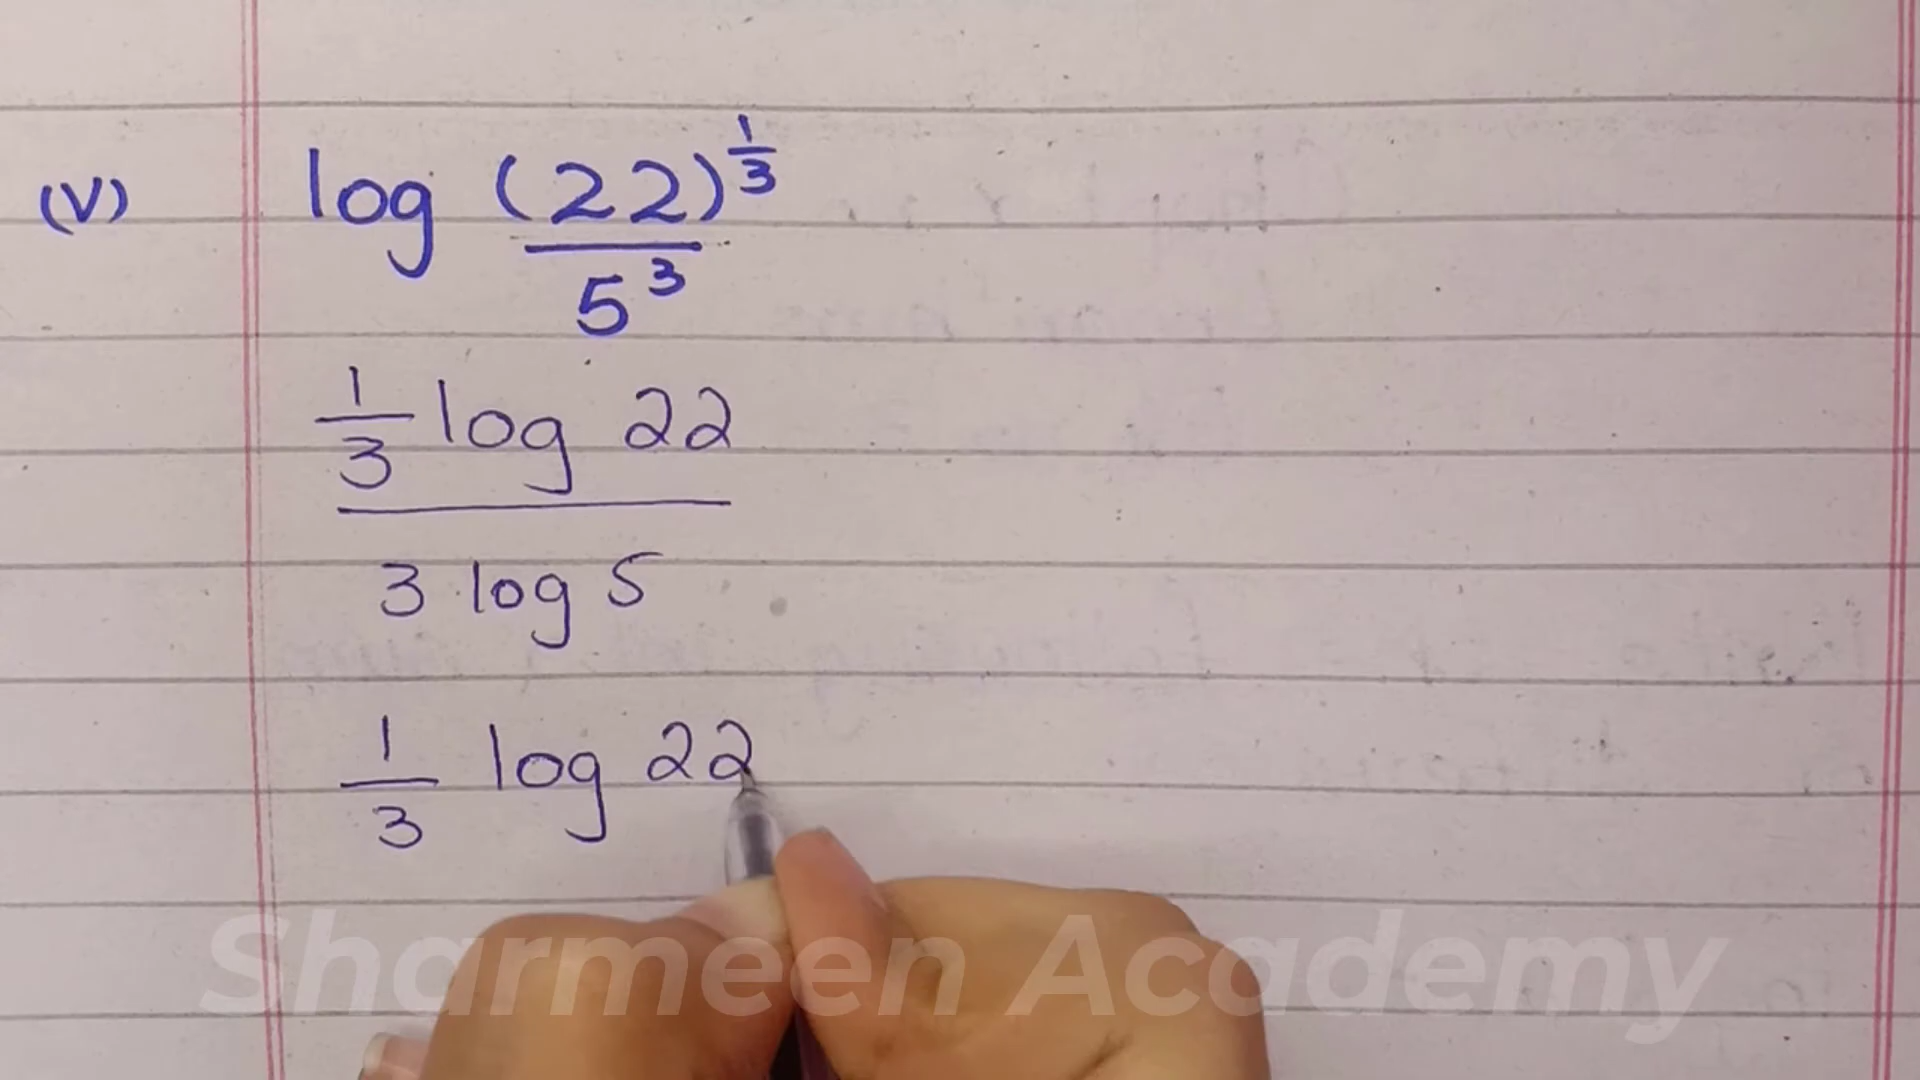 (V) log (22)^(1/3) / 5^3
1/3 log 22 / 3 log 5
1/3 log 22
Sharmeen Academy